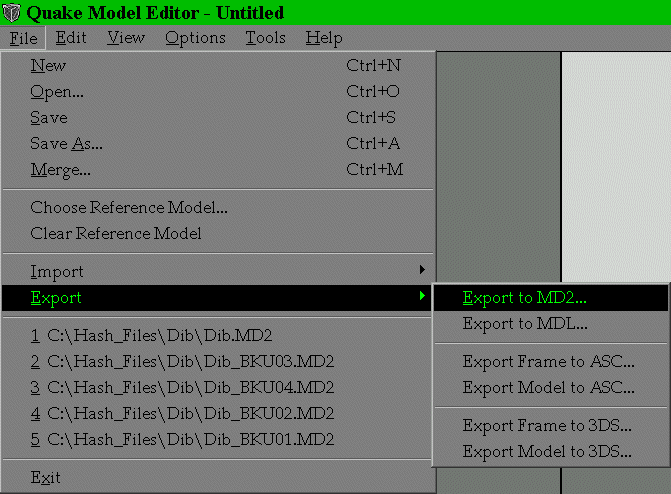 Quake Model Editor - Untitled
File Edit View Options Tools Help
New Ctrl+N
Open... Ctrl+O
Save Ctrl+S
Save As... Ctrl+A
Merge... Ctrl+M
Choose Reference Model...
Clear Reference Model
Import
Export
Export to MD2...
Export to MDL...
Export Frame to ASC...
Export Model to ASC...
Export Frame to 3DS...
Export Model to 3DS...
1 C:\Hash_Files\Dib\Dib.MD2
2 C:\Hash_Files\Dib\Dib_BKU03.MD2
3 C:\Hash_Files\Dib\Dib_BKU04.MD2
4 C:\Hash_Files\Dib\Dib_BKU02.MD2
5 C:\Hash_Files\Dib\Dib_BKU01.MD2
Exit